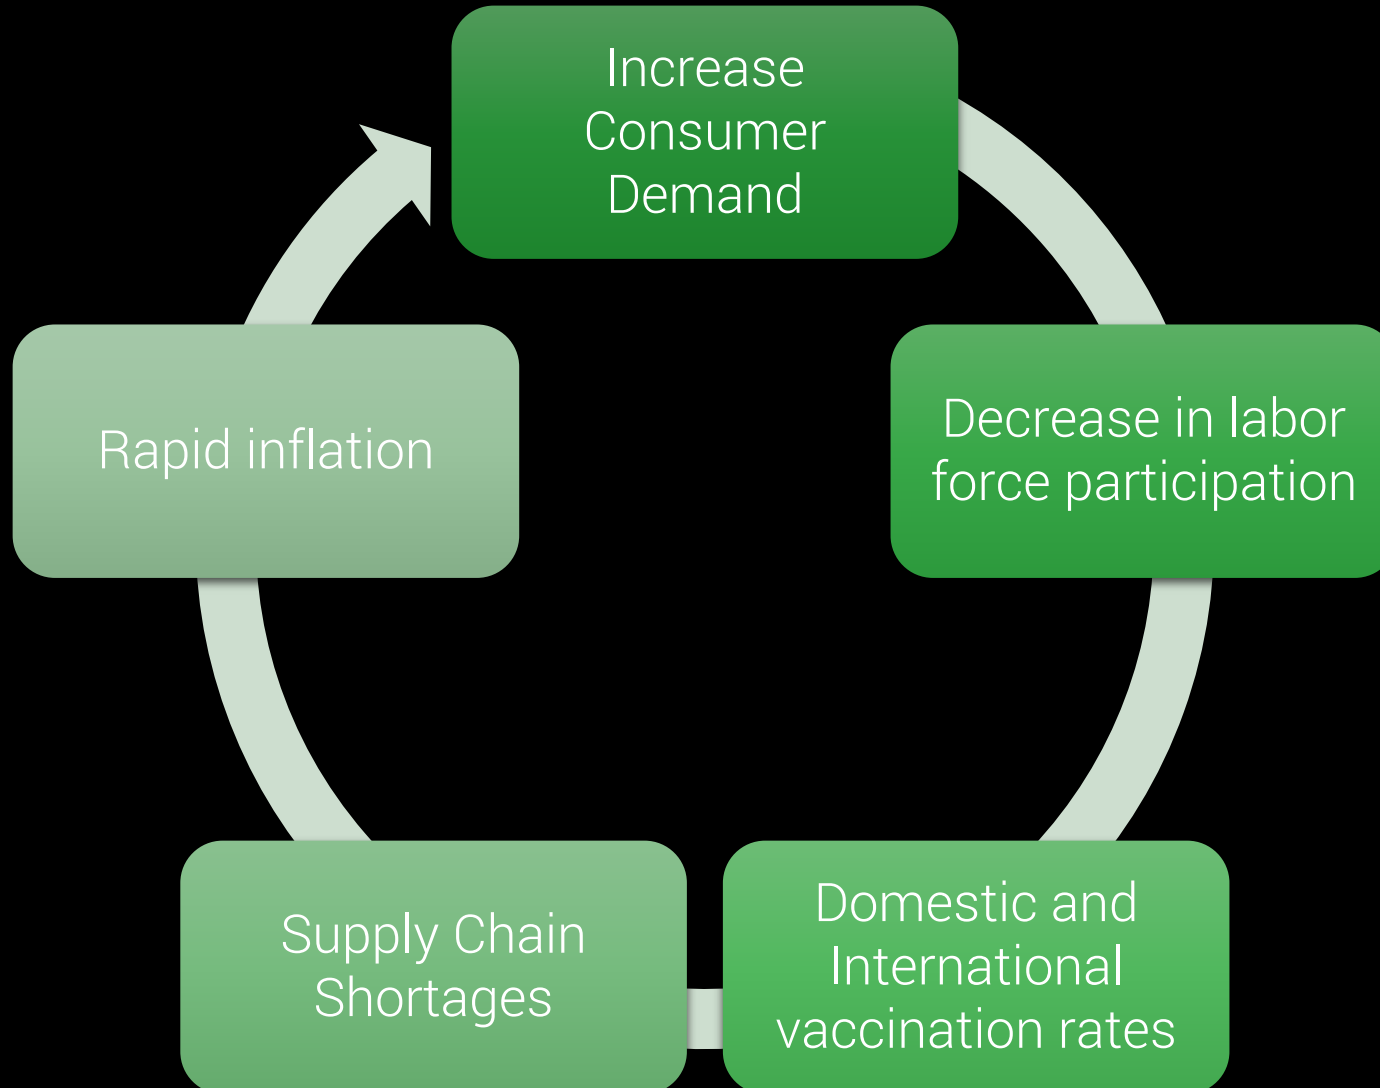 Increase
Consumer
Demand
Decrease in labor
force participation
Domestic and
International
vaccination rates
Supply Chain
Shortages
Rapid inflation